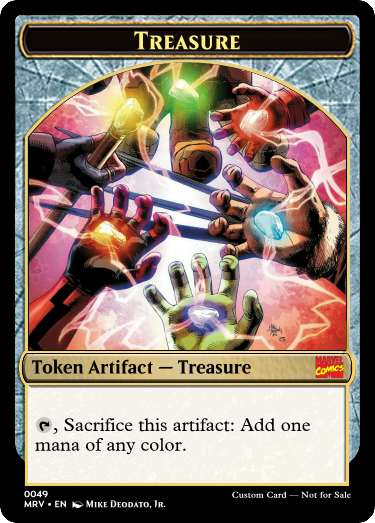 TREASURE
Token Artifact — Treasure
MARVEL
COMICS
, Sacrifice this artifact: Add one
mana of any color.
0049
Custom Card — Not for Sale
MRV • EN MIKE DEODATO, JR.